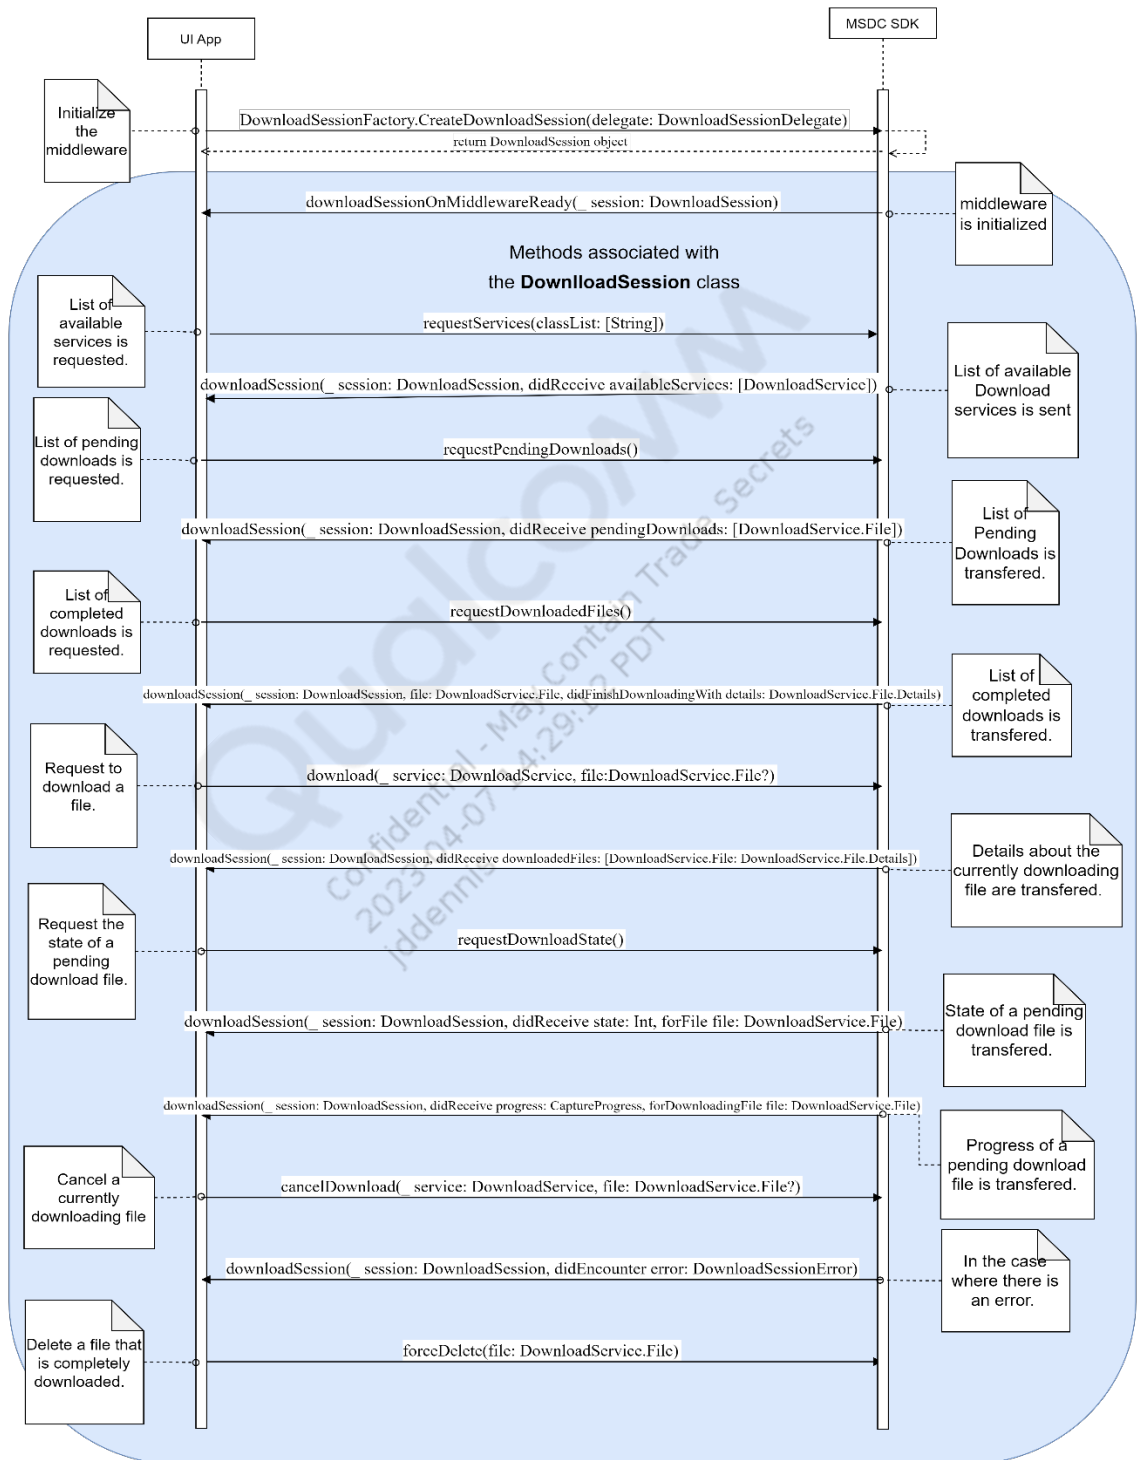 UI App
MSDC SDK
Initialize
the
middleware
DownloadSessionFactory.CreateDownloadSession(delegate: DownloadSessionDelegate)
return DownloadSession object
downloadSessionOnMiddlewareReady(_ session: DownloadSession)
middleware
is initialized
Methods associated with
the DownlloadSession class
List of
available
services is
requested.
requestServices(classList: [String])
downloadSession(_ session: DownloadSession, didReceive availableServices: [DownloadService])
List of available
Download
services is sent
List of pending
downloads is
requested.
requestPendingDownloads()
downloadSession(_ session: DownloadSession, didReceive pendingDownloads: [DownloadService.File])
List of
Pending
Downloads is
transfered.
List of
completed
downloads is
requested.
requestDownloadedFiles()
downloadSession(_ session: DownloadSession, file: DownloadService.File, didFinishDownloadingWith details: DownloadService.File.Details)
List of
completed
downloads is
transfered.
Request to
download a
file.
download(_ service: DownloadService, file:DownloadService.File?)
downloadSession(_ session: DownloadSession, didReceive downloadedFiles: [DownloadService.File: DownloadService.File.Details])
Details about the
currently downloading
file are transfered.
Request the
state of a
pending
download file.
requestDownloadState()
downloadSession(_ session: DownloadSession, didReceive state: Int, forFile file: DownloadService.File)
State of a pending
download file is
transfered.
downloadSession(_ session: DownloadSession, didReceive progress: CaptureProgress, forDownloadingFile file: DownloadService.File)
Progress of a
pending download
file is transfered.
Cancel a
currently
downloading file
cancelDownload(_ service: DownloadService, file: DownloadService.File?)
downloadSession(_ session: DownloadSession, didEncounter error: DownloadSessionError)
In the case
where there is
an error.
Delete a file that
is completely
downloaded.
forceDelete(file: DownloadService.File)
Qualcomm
Confidential - May Contain Trade Secrets
2023-04-07 14:29:12 PDT
jddennis